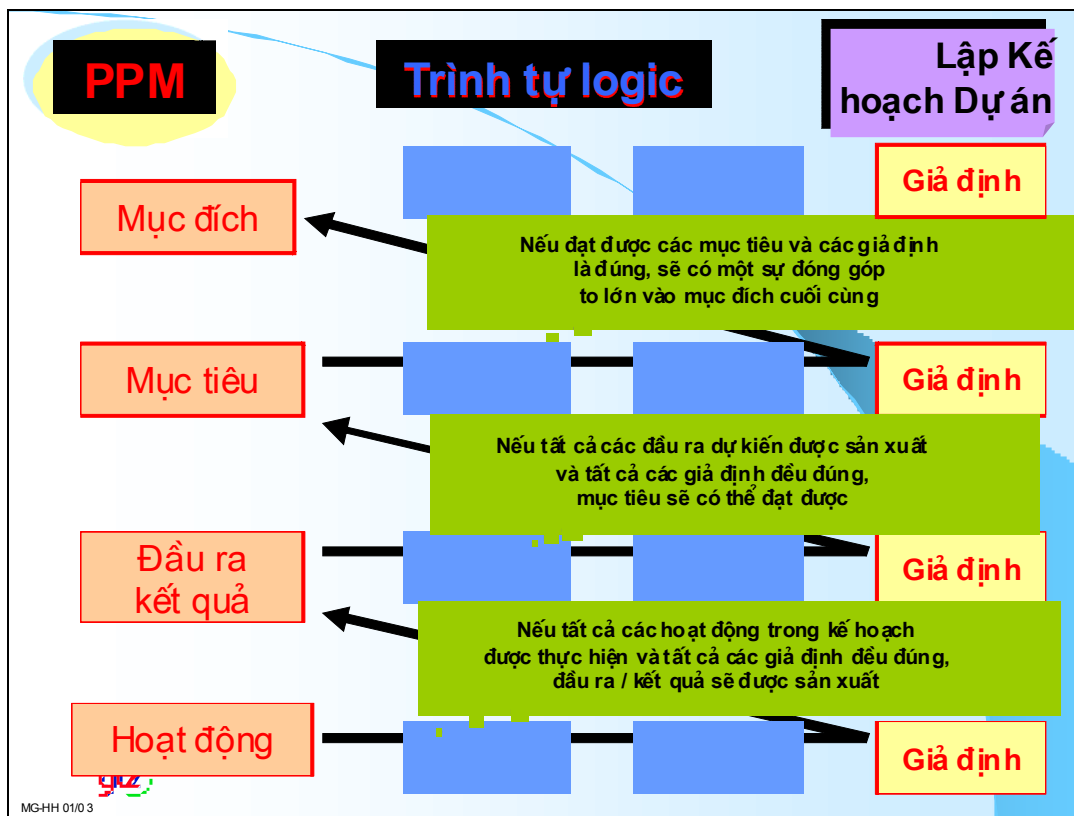 PPM
Trình tự logic
Lập Kế
hoạch Dự án
Giả định
Mục đích
Nếu đạt được các mục tiêu và các giả định
là đúng, sẽ có một sự đóng góp
to lớn vào mục đích cuối cùng
Mục tiêu
Giả định
Nếu tất cả các đầu ra dự kiến được sản xuất
và tất cả các giả định đều đúng,
mục tiêu sẽ có thể đạt được
Đầu ra
kết quả
Giả định
Nếu tất cả các hoạt động trong kế hoạch
được thực hiện và tất cả các giả định đều đúng,
đầu ra / kết quả sẽ được sản xuất
Hoạt động
Giả định
gtz
MG-HH 01/03